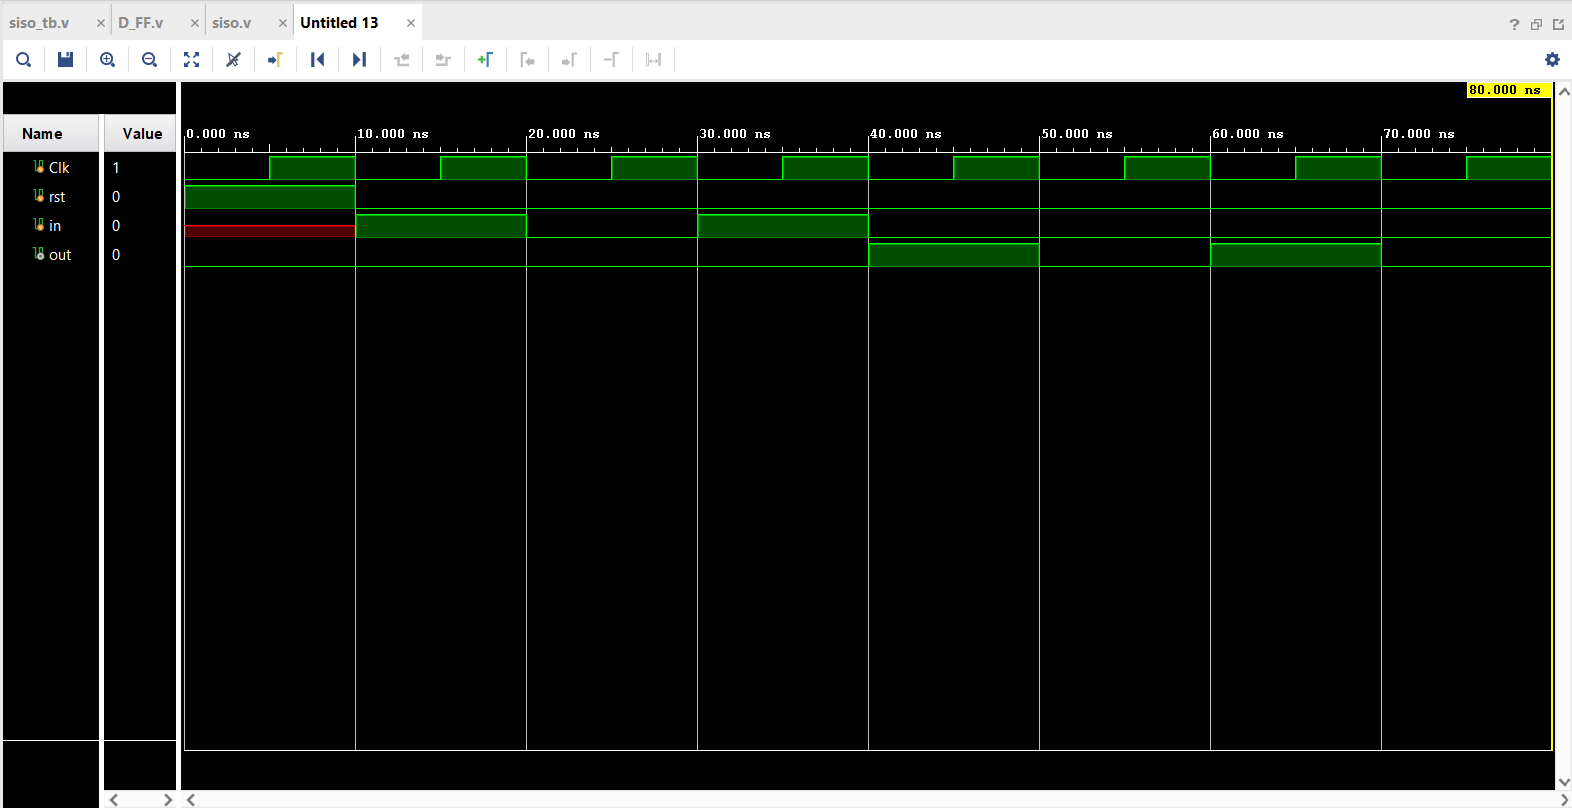 siso_tb.v × D_FF.v × siso.v × Untitled 13 ×
?
80.000 ns
Name Value 0.000 ns 10.000 ns 20.000 ns 30.000 ns 40.000 ns 50.000 ns 60.000 ns 70.000 ns
Clk 1
rst 0
in 0
out 0